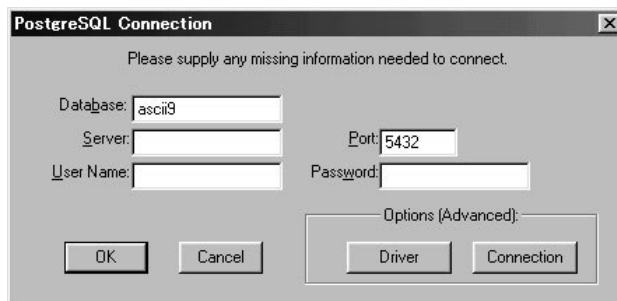 PostgreSQL Connection
Please supply any missing information needed to connect.
Database: ascii9
Server: Port: 5432
User Name: Password:
Options (Advanced):
OK Cancel Driver Connection